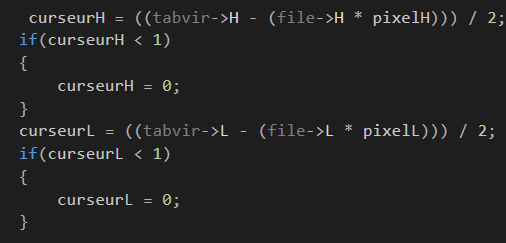 curseurH = ((tabvir->H - (file->H * pixelH))) / 2;
if(curseurH < 1)
{
    curseurH = 0;
}
curseurL = ((tabvir->L - (file->L * pixelL))) / 2;
if(curseurL < 1)
{
    curseurL = 0;
}